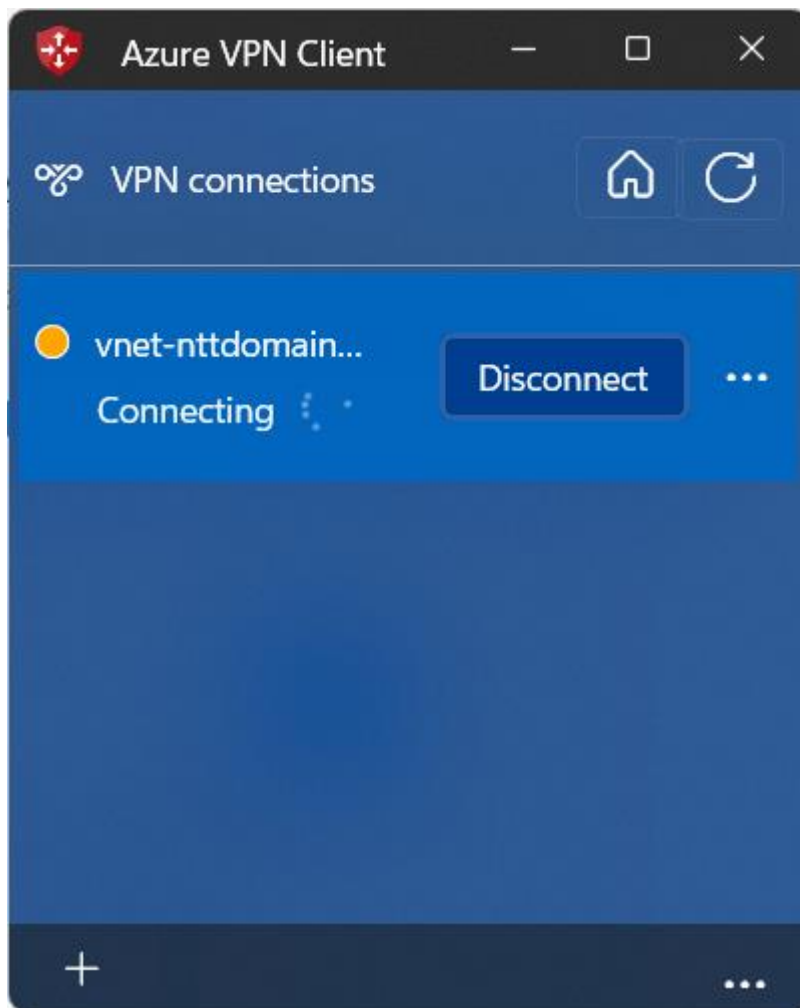 Azure VPN Client
VPN connections
vnet-nttdomain...
Disconnect
Connecting